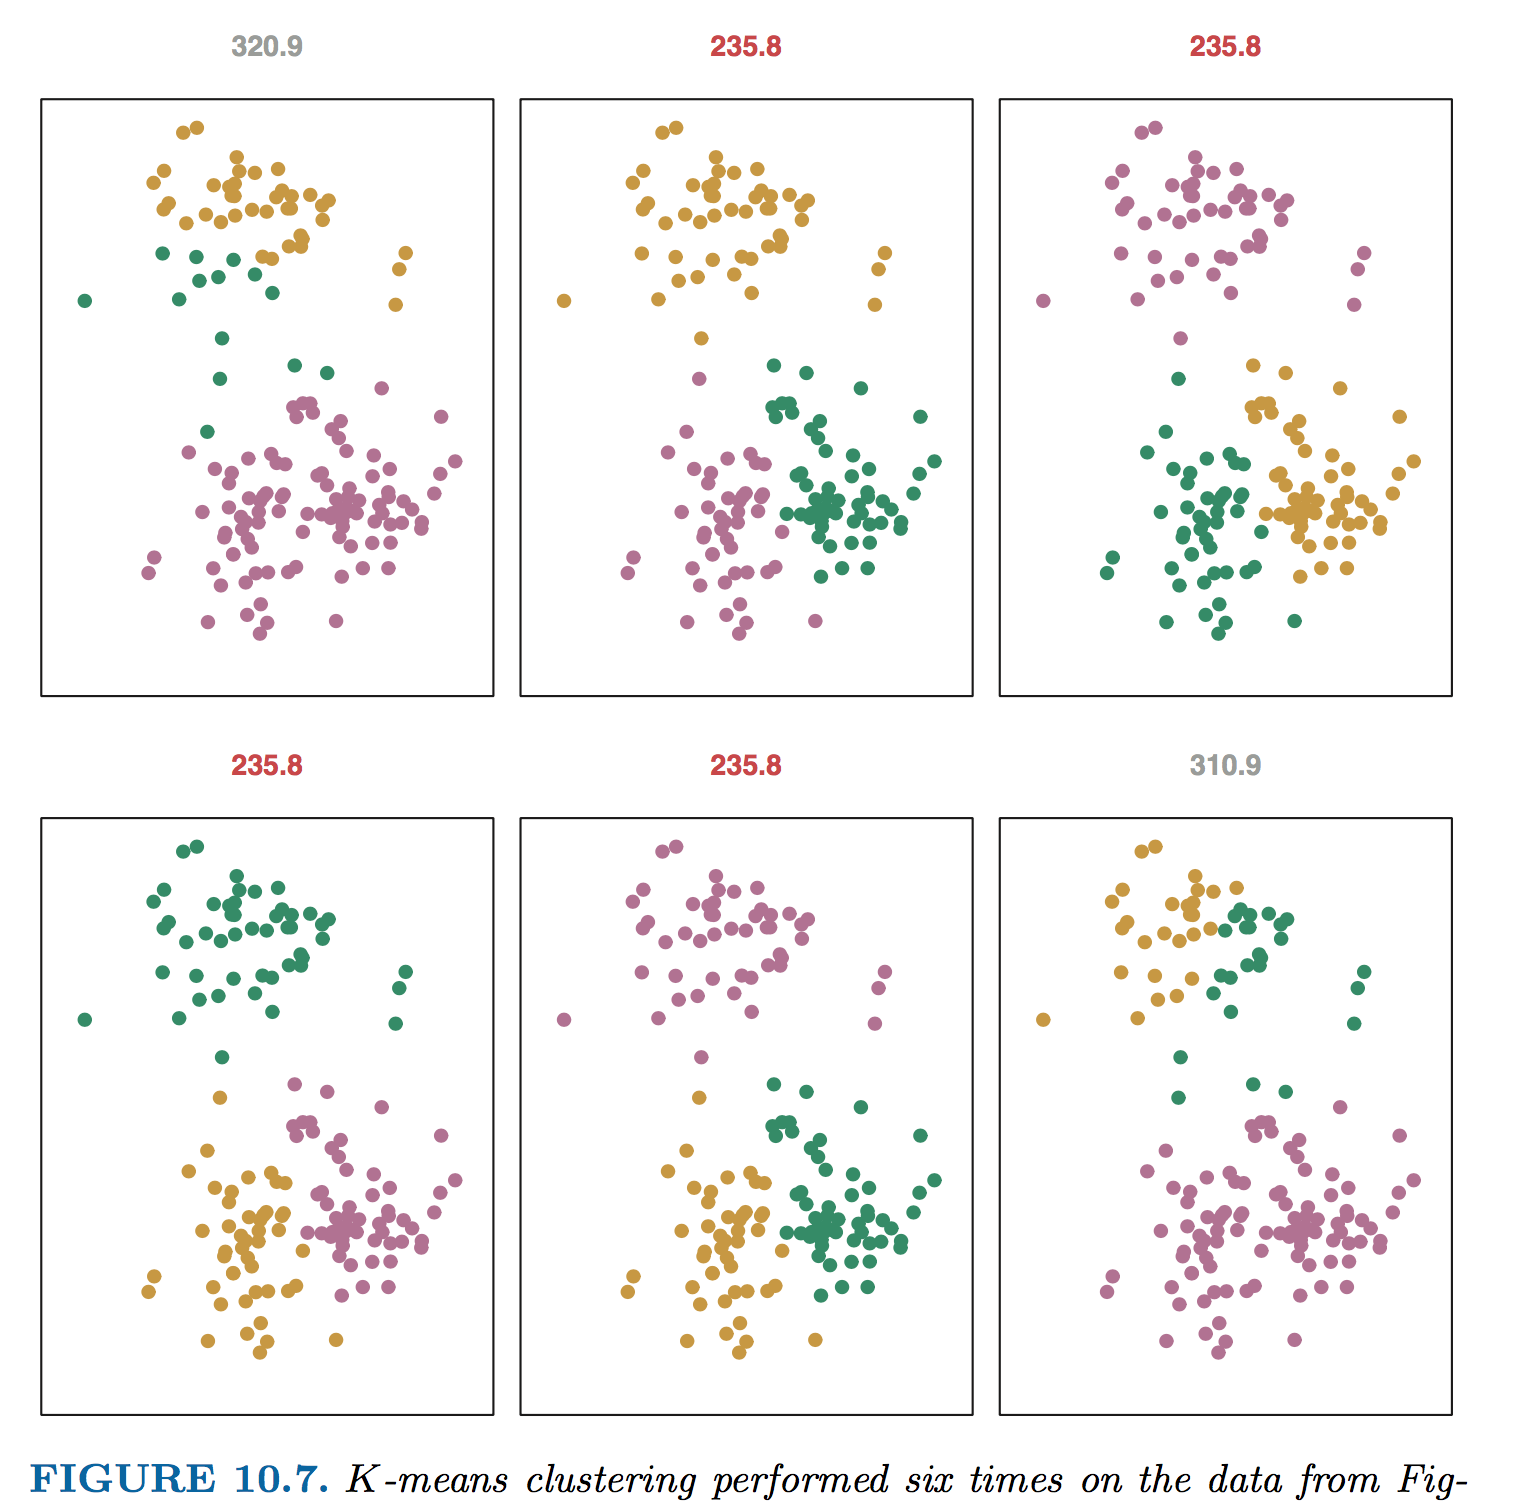 320.9 235.8 235.8
235.8 235.8 310.9
FIGURE 10.7. K-means clustering performed six times on the data from Fig-